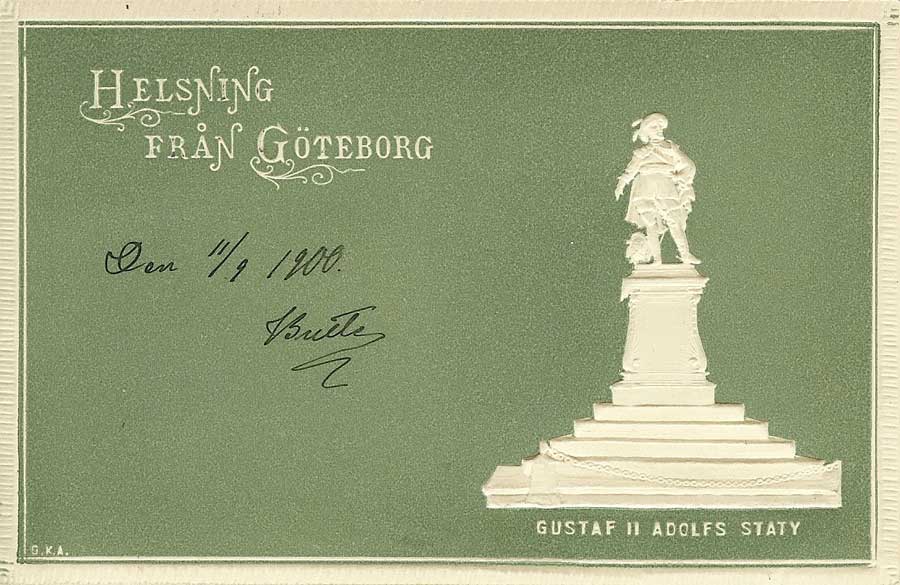 HELSNING
FRÅN GÖTEBORG
Den 11/9 1900.
GUSTAF II ADOLFS STATY
G.K.A.